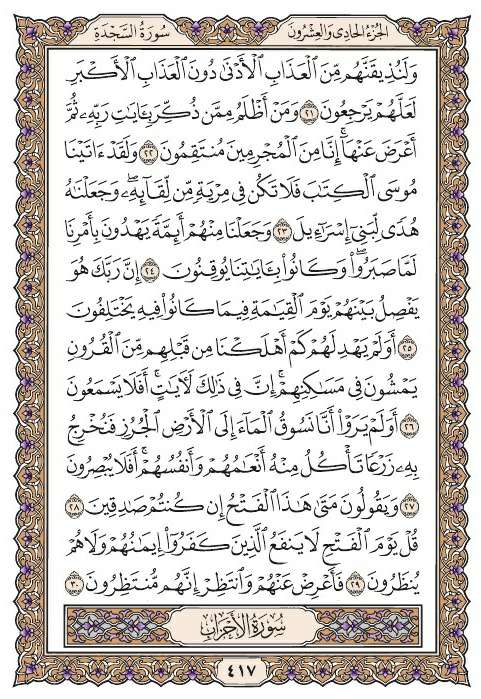 الجزء الحادي والعشرون
سورة السجدة
وَلَنُذِيقَنَّهُم مِّنَ ٱلْعَذَابِ ٱلْأَدْنَىٰ دُونَ ٱلْعَذَابِ ٱلْأَكْبَرِ
لَعَلَّهُمْ يَرْجِعُونَ ٢١ وَمَنْ أَظْلَمُ مِمَّن ذُكِّرَ بِـَٔايَـٰتِ رَبِّهِۦ ثُمَّ
أَعْرَضَ عَنْهَآ ۚ إِنَّا مِنَ ٱلْمُجْرِمِينَ مُنتَقِمُونَ ٢٢ وَلَقَدْ ءَاتَيْنَا
مُوسَى ٱلْكِتَـٰبَ فَلَا تَكُن فِى مِرْيَةٍ مِّن لِّقَآئِهِۦ ۖ وَجَعَلْنَـٰهُ
هُدًى لِّبَنِىٓ إِسْرَٰٓءِيلَ ٢٣ وَجَعَلْنَا مِنْهُمْ أَئِمَّةً يَهْدُونَ بِأَمْرِنَا
لَمَّا صَبَرُوا۟ ۖ وَكَانُوا۟ بِـَٔايَـٰتِنَا يُوقِنُونَ ٢٤ إِنَّ رَبَّكَ هُوَ
يَفْصِلُ بَيْنَهُمْ يَوْمَ ٱلْقِيَـٰمَةِ فِيمَا كَانُوا۟ فِيهِ يَخْتَلِفُونَ
٢٥ أَوَلَمْ يَهْدِ لَهُمْ كَمْ أَهْلَكْنَا مِن قَبْلِهِم مِّنَ ٱلْقُرُونِ
يَمْشُونَ فِى مَسَـٰكِنِهِمْ ۚ إِنَّ فِى ذَٰلِكَ لَـَٔايَـٰتٍ ۖ أَفَلَا يَسْمَعُونَ
٢٦ أَوَلَمْ يَرَوْا۟ أَنَّا نَسُوقُ ٱلْمَآءَ إِلَى ٱلْأَرْضِ ٱلْجُرُزِ فَنُخْرِجُ
بِهِۦ زَرْعًا تَأْكُلُ مِنْهُ أَنْعَـٰمُهُمْ وَأَنفُسُهُمْ ۖ أَفَلَا يُبْصِرُونَ
٢٧ وَيَقُولُونَ مَتَىٰ هَـٰذَا ٱلْفَتْحُ إِن كُنتُمْ صَـٰدِقِينَ ٢٨
قُلْ يَوْمَ ٱلْفَتْحِ لَا يَنفَعُ ٱلَّذِينَ كَفَرُوٓا۟ إِيمَـٰنُهُمْ وَلَا هُمْ
يُنظَرُونَ ٢٩ فَأَعْرِضْ عَنْهُمْ وَٱنتَظِرْ إِنَّهُم مُّنتَظِرُونَ ٣٠
سورة الأحزاب
٤١٧